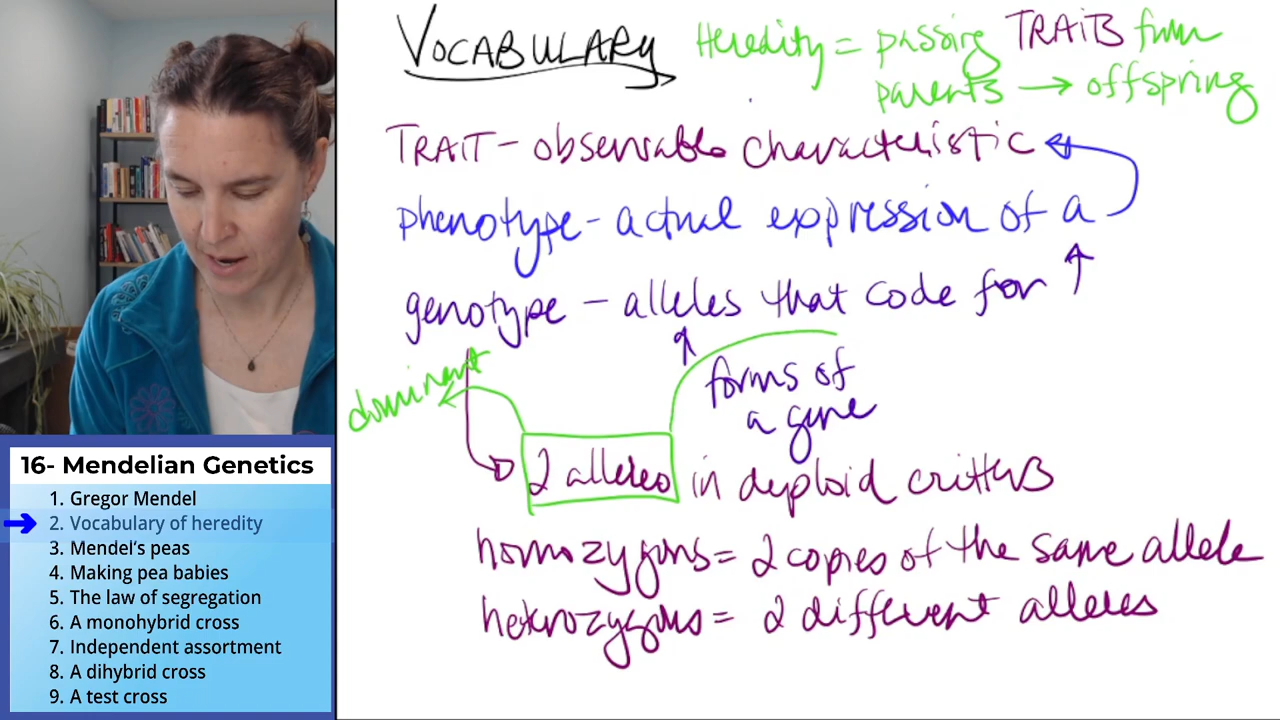 VOCABULARY
Heredity = passing TRAITS from
parents → offspring
TRAIT - observable characteristic
phenotype - actual expression of a
genotype - alleles that code for
dominant
forms of
a gene
2 alleles in diploid critters
homozygous = 2 copies of the same allele
heterozygous = 2 different alleles
16- Mendelian Genetics
1. Gregor Mendel
2. Vocabulary of heredity
3. Mendel's peas
4. Making pea babies
5. The law of segregation
6. A monohybrid cross
7. Independent assortment
8. A dihybrid cross
9. A test cross